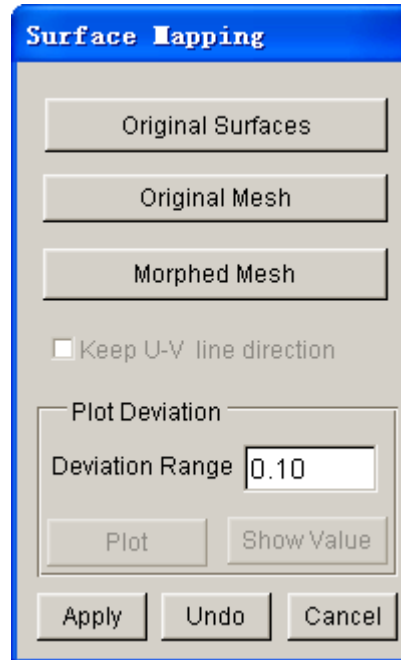 Surface Mapping
Original Surfaces
Original Mesh
Morphed Mesh
Keep U-V line direction
Plot Deviation
Deviation Range 0.10
Plot Show Value
Apply Undo Cancel